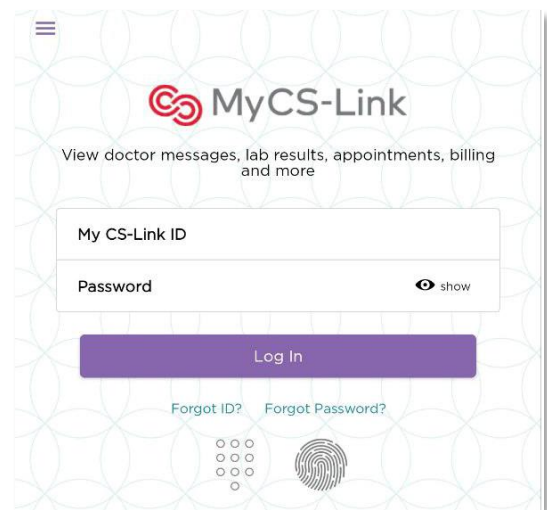 MyCS-Link
View doctor messages, lab results, appointments, billing
and more
My CS-Link ID
Password show
Log In
Forgot ID? Forgot Password?